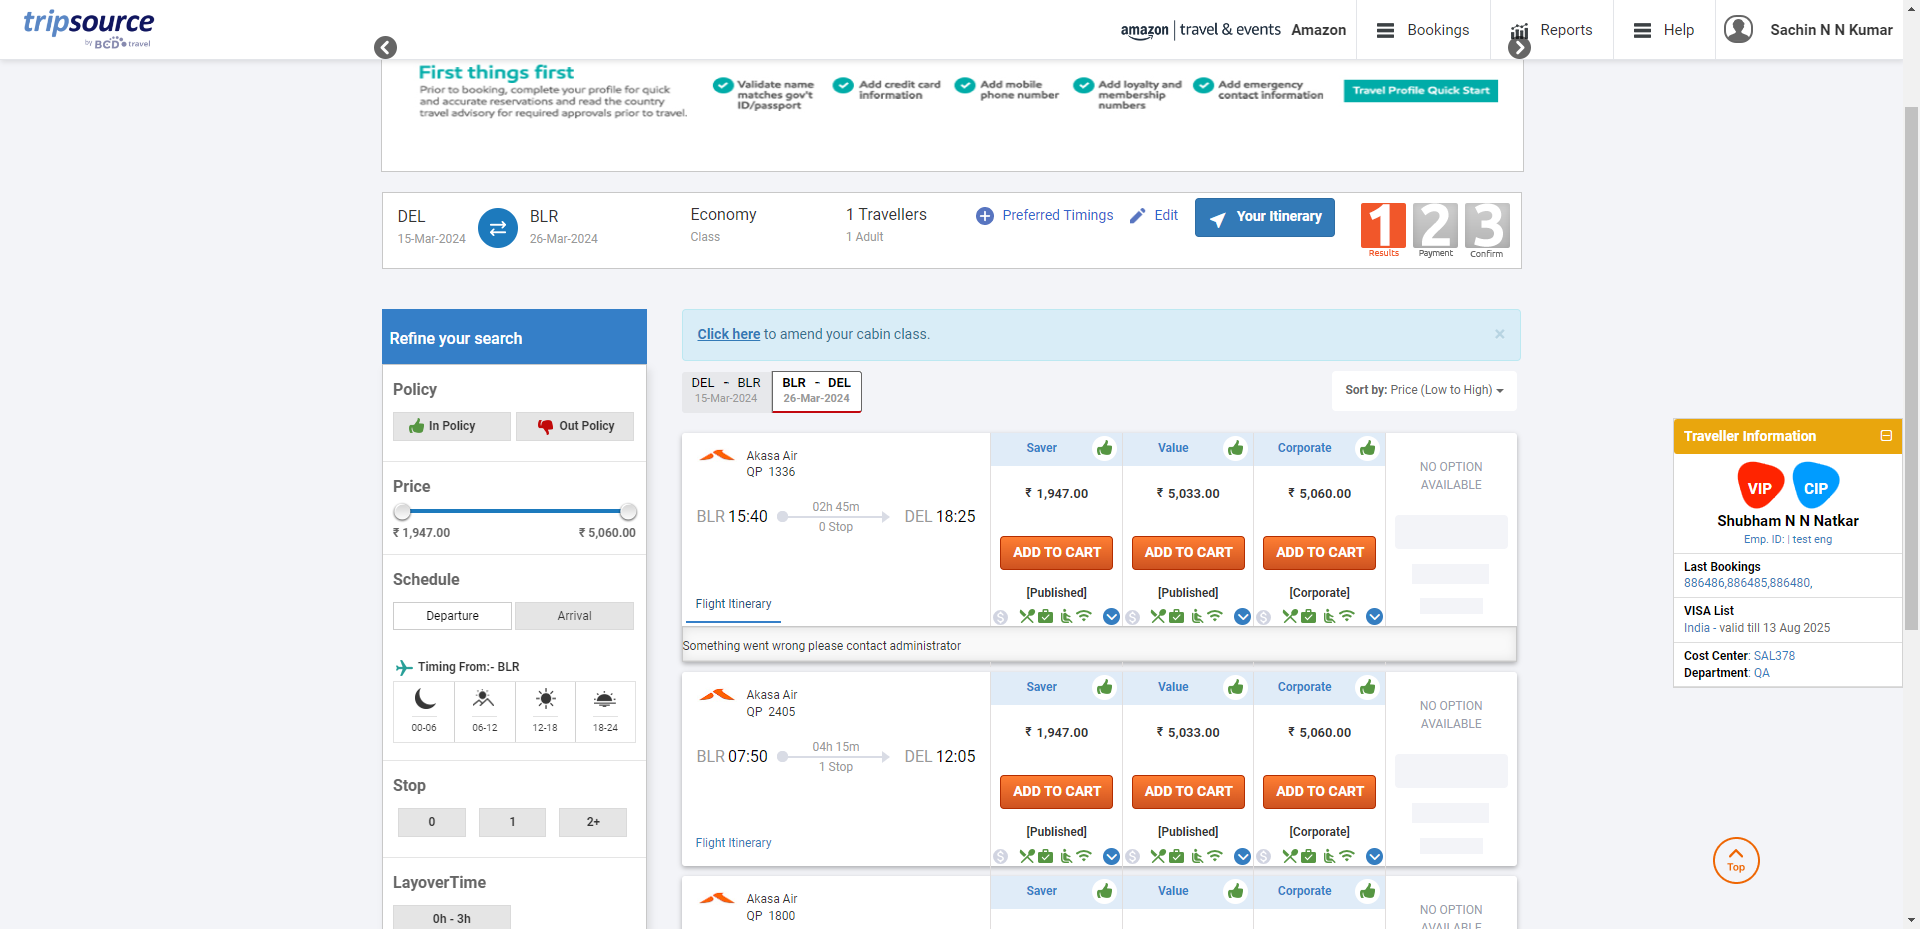 tripsource
by BCD travel
amazon | travel & events Amazon
Bookings
Reports
Help
Sachin N N Kumar
First things first
Prior to booking, complete your profile for quick
and accurate reservations and read the country
travel advisory for required approvals prior to travel.
Validate name
matches gov't
ID/passport
Add credit card
information
Add mobile
phone number
Add loyalty and
membership
numbers
Add emergency
contact information
Travel Profile Quick Start
DEL
15-Mar-2024
BLR
26-Mar-2024
Economy
Class
1 Travellers
1 Adult
Preferred Timings
Edit
Your Itinerary
1
Results
2
Payment
3
Confirm
Refine your search
Policy
In Policy
Out Policy
Price
₹ 1,947.00
₹ 5,060.00
Schedule
Departure
Arrival
Timing From:- BLR
00-06
06-12
12-18
18-24
Stop
0
1
2+
LayoverTime
0h - 3h
Click here to amend your cabin class.
×
DEL - BLR
15-Mar-2024
BLR - DEL
26-Mar-2024
Sort by: Price (Low to High)
Akasa Air
QP 1336
BLR 15:40
02h 45m
0 Stop
DEL 18:25
Flight Itinerary
Saver
₹ 1,947.00
ADD TO CART
[Published]
Value
₹ 5,033.00
ADD TO CART
[Published]
Corporate
₹ 5,060.00
ADD TO CART
[Corporate]
NO OPTION
AVAILABLE
Something went wrong please contact administrator
Akasa Air
QP 2405
BLR 07:50
04h 15m
1 Stop
DEL 12:05
Flight Itinerary
Saver
₹ 1,947.00
ADD TO CART
[Published]
Value
₹ 5,033.00
ADD TO CART
[Published]
Corporate
₹ 5,060.00
ADD TO CART
[Corporate]
NO OPTION
AVAILABLE
Akasa Air
QP 1800
Saver
Value
Corporate
NO OPTION
AVAILABLE
Traveller Information
VIP
CIP
Shubham N N Natkar
Emp. ID: | test eng
Last Bookings
886486,886485,886480,
VISA List
India - valid till 13 Aug 2025
Cost Center: SAL378
Department: QA
Top